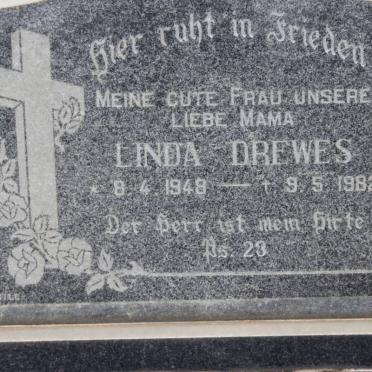 Hier ruht in Frieden
MEINE GUTE FRAU UNSERE
LIEBE MAMA
LINDA DREWES
* 8.4.1948 — † 9.5.1982
Der Herr ist mein Hirte
Ps. 23